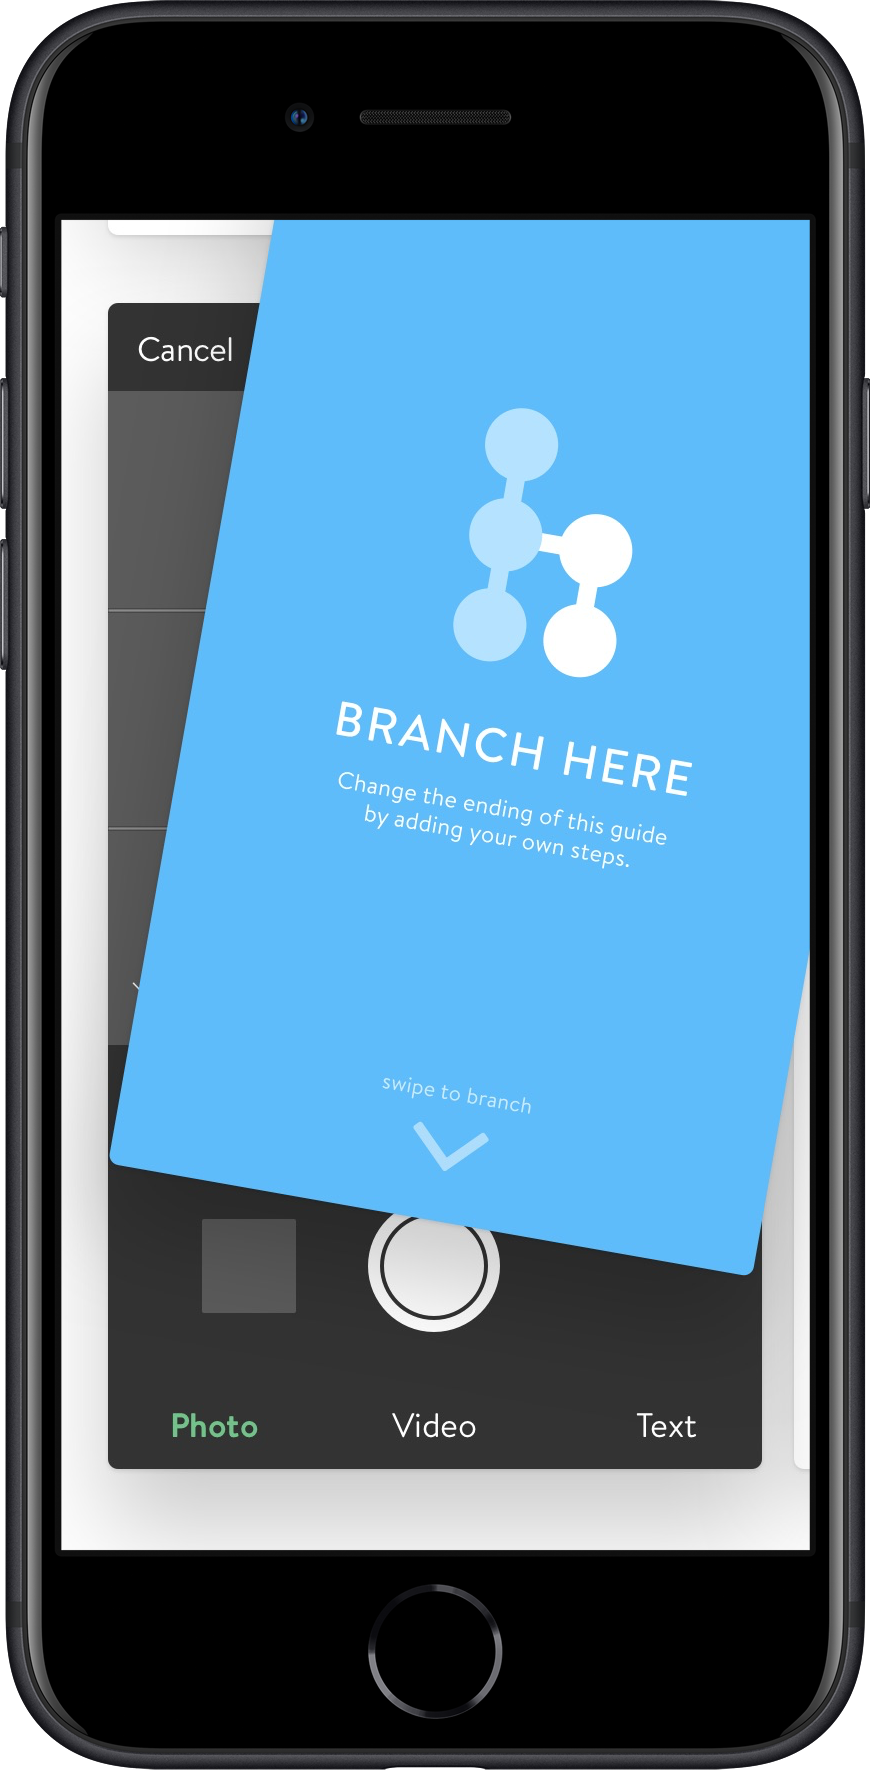 Cancel
BRANCH HERE
Change the ending of this guide
by adding your own steps.
swipe to branch
Photo
Video
Text